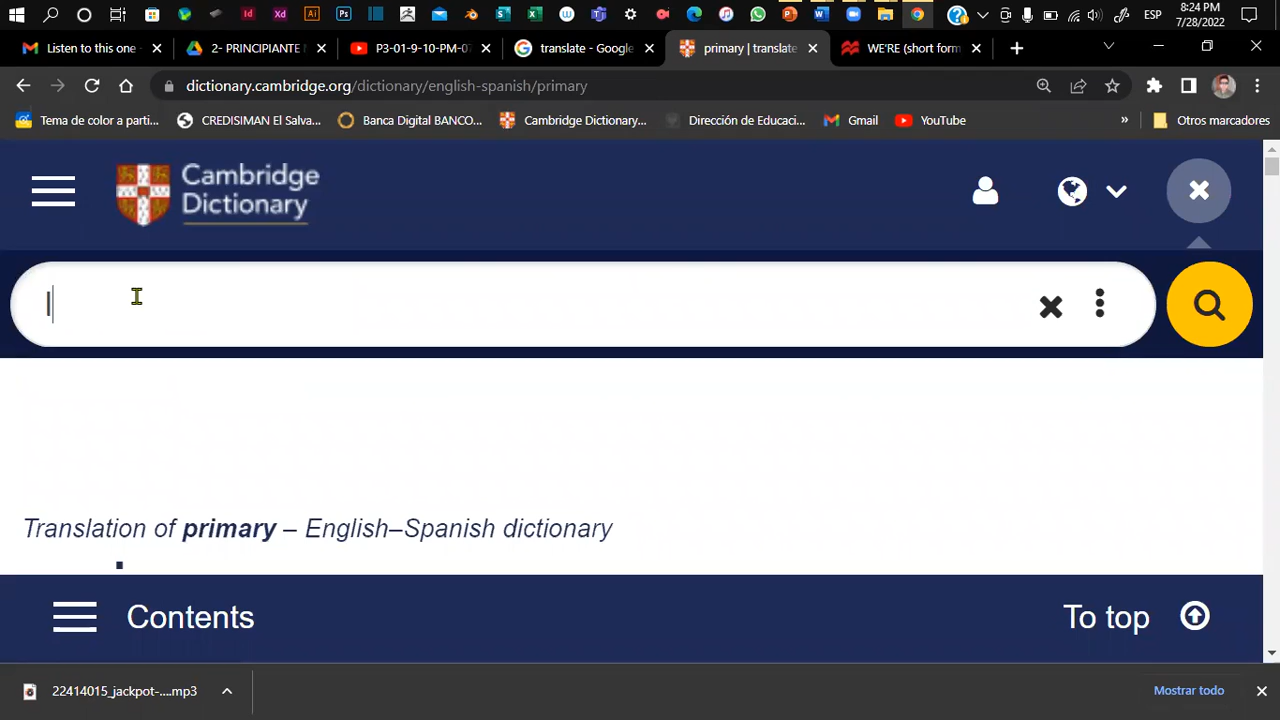 ESP
8:24 PM
7/28/2022
Listen to this one -
2- PRINCIPIANTE
P3-01-9-10-PM-07
translate - Google
primary | translate
WE'RE (short form
dictionary.cambridge.org/dictionary/english-spanish/primary
Tema de color a parti...
CREDISIMAN El Salva...
Banca Digital BANCO...
Cambridge Dictionary...
Dirección de Educaci...
Gmail
YouTube
»
Otros marcadores
Cambridge
Dictionary
l
Translation of primary – English–Spanish dictionary
Contents
To top
22414015_jackpot-....mp3
Mostrar todo